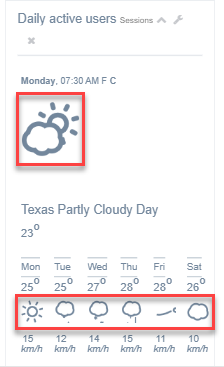 Daily active users Sessions
Monday, 07:30 AM F C
Texas Partly Cloudy Day
23o
Mon Tue Wed Thu Fri Sat
25o 25o 27o 28o 28o 26o
15 12 14 15 11 10
km/h km/h km/h km/h km/h km/h